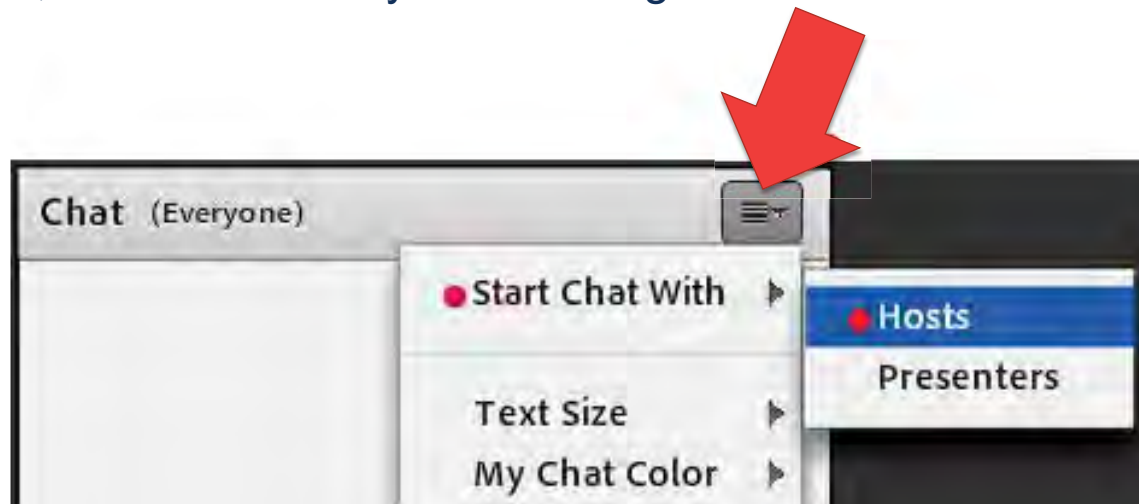 Chat (Everyone)
Start Chat With
Hosts
Presenters
Text Size
My Chat Color